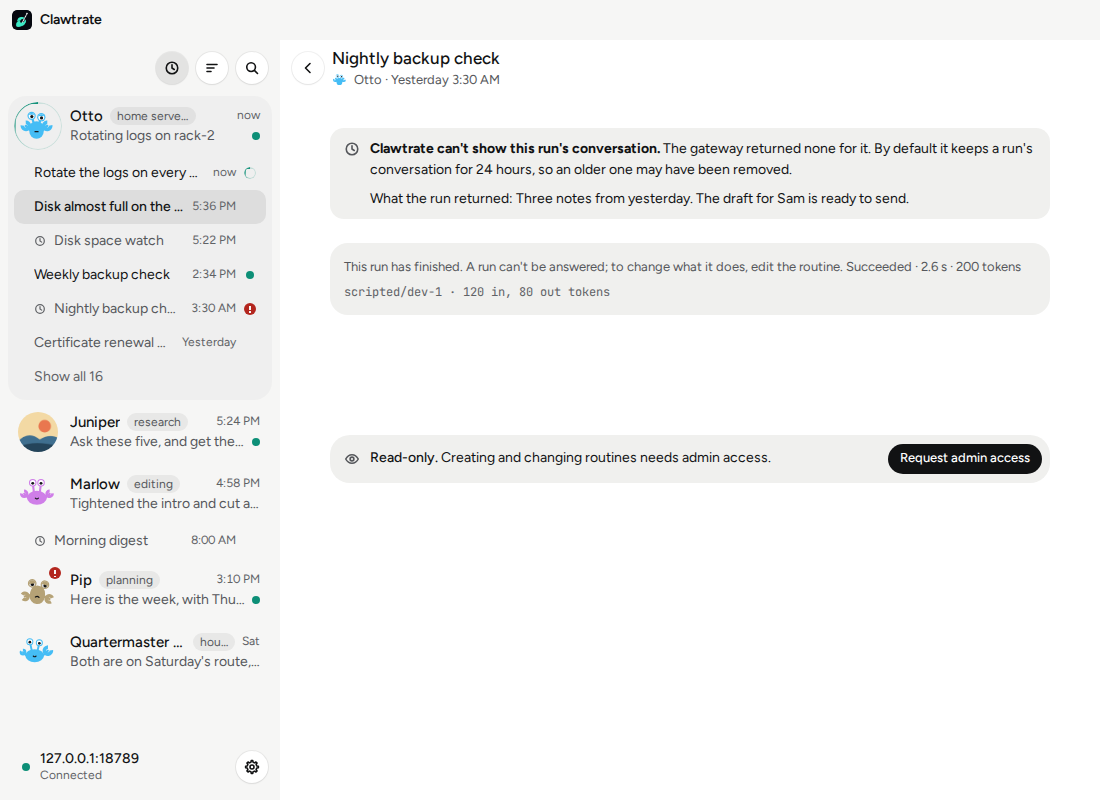 Clawtrate
Nightly backup check
Otto · Yesterday 3:30 AM
Otto home serve... now
Rotating logs on rack-2
Rotate the logs on every ... now
Disk almost full on the ... 5:36 PM
Disk space watch 5:22 PM
Weekly backup check 2:34 PM
Nightly backup ch... 3:30 AM
Certificate renewal ... Yesterday
Show all 16
Juniper research 5:24 PM
Ask these five, and get the...
Marlow editing 4:58 PM
Tightened the intro and cut a...
Morning digest 8:00 AM
Pip planning 3:10 PM
Here is the week, with Thu...
Quartermaster ... hou... Sat
Both are on Saturday's route,...
127.0.0.1:18789
Connected
Clawtrate can't show this run's conversation. The gateway returned none for it. By default it keeps a run's
conversation for 24 hours, so an older one may have been removed.
What the run returned: Three notes from yesterday. The draft for Sam is ready to send.
This run has finished. A run can't be answered; to change what it does, edit the routine. Succeeded · 2.6 s · 200 tokens
scripted/dev-1 · 120 in, 80 out tokens
Read-only. Creating and changing routines needs admin access.
Request admin access